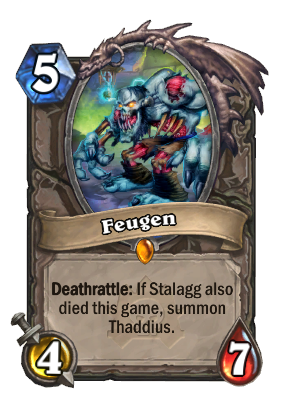 5
Feugen
Deathrattle: If Stalagg also
died this game, summon
Thaddius.
4
7